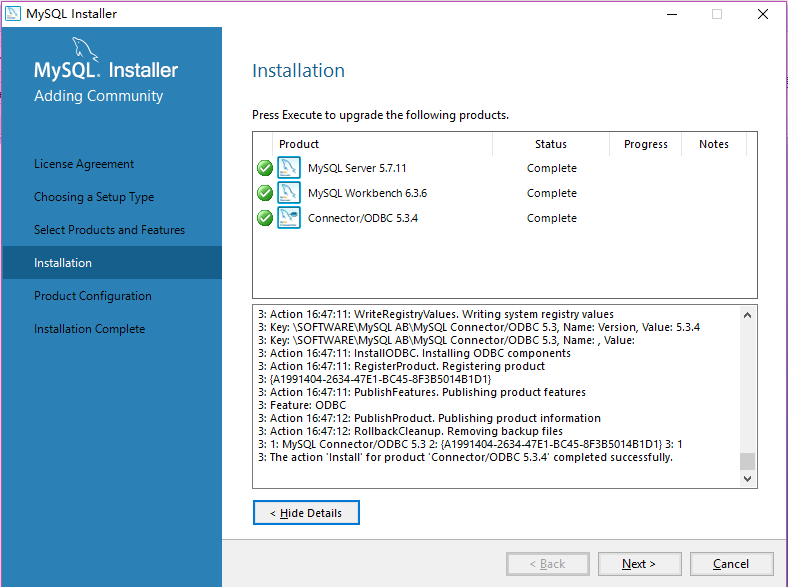 MySQL Installer
MySQL. Installer
Adding Community
License Agreement
Choosing a Setup Type
Select Products and Features
Installation
Product Configuration
Installation Complete
Installation
Press Execute to upgrade the following products.
Product Status Progress Notes
MySQL Server 5.7.11 Complete
MySQL Workbench 6.3.6 Complete
Connector/ODBC 5.3.4 Complete
3: Action 16:47:11: WriteRegistryValues. Writing system registry values
3: Key: \SOFTWARE\MySQL AB\MySQL Connector/ODBC 5.3, Name: Version, Value: 5.3.4
3: Key: \SOFTWARE\MySQL AB\MySQL Connector/ODBC 5.3, Name: , Value:
3: Action 16:47:11: InstallODBC. Installing ODBC components
3: Action 16:47:11: RegisterProduct. Registering product
3: {A1991404-2634-47E1-BC45-8F3B5014B1D1}
3: Action 16:47:11: PublishFeatures. Publishing product features
3: Feature: ODBC
3: Action 16:47:12: PublishProduct. Publishing product information
3: Action 16:47:12: RollbackCleanup. Removing backup files
3: 1: MySQL Connector/ODBC 5.3 2: {A1991404-2634-47E1-BC45-8F3B5014B1D1} 3: 1
3: The action 'Install' for product 'Connector/ODBC 5.3.4' completed successfully.
< Hide Details
< Back Next > Cancel